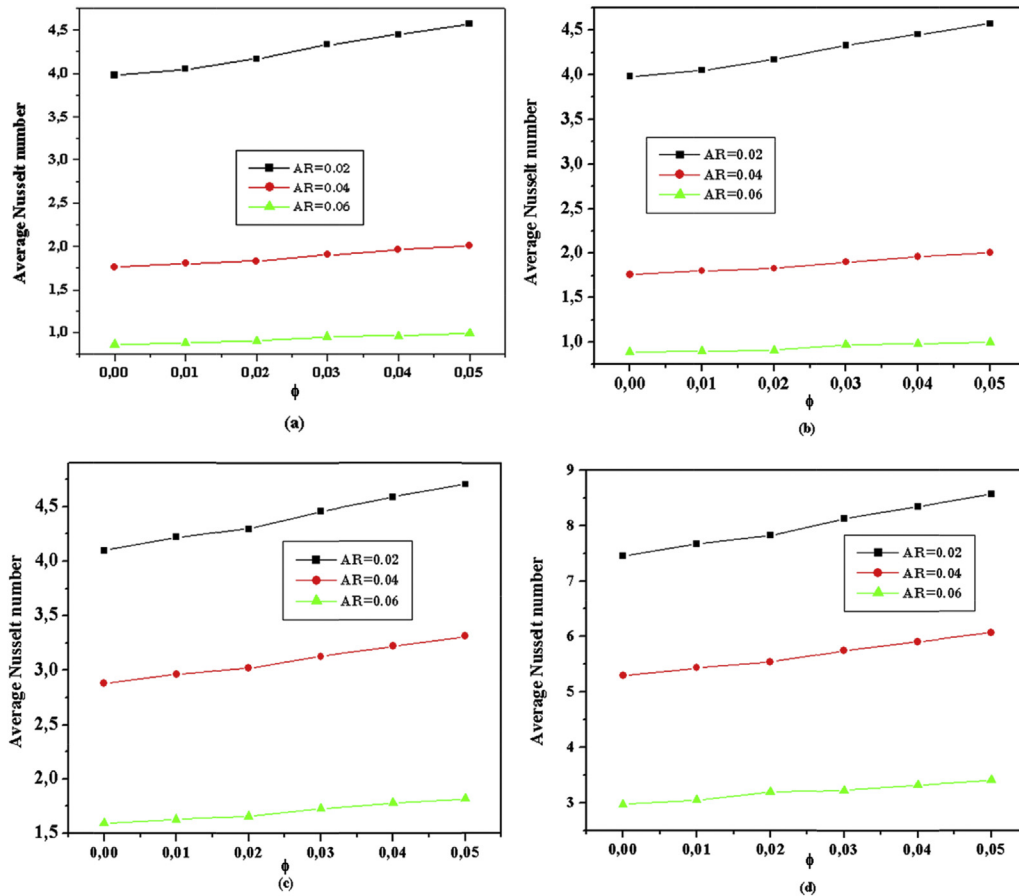 4,5
4,0
3,5
3,0
2,5
2,0
1,5
1,0
Average Nusselt number
AR=0.02
AR=0.04
AR=0.06
0,00 0,01 0,02 0,03 0,04 0,05
ϕ
(a)
4,5
4,0
3,5
3,0
2,5
2,0
1,5
1,0
Average Nusselt number
AR=0.02
AR=0.04
AR=0.06
0,00 0,01 0,02 0,03 0,04 0,05
ϕ
(b)
4,5
4,0
3,5
3,0
2,5
2,0
1,5
Average Nusselt number
AR=0.02
AR=0.04
AR=0.06
0,00 0,01 0,02 0,03 0,04 0,05
ϕ
(c)
9
8
7
6
5
4
3
Average Nusselt number
AR=0.02
AR=0.04
AR=0.06
0,00 0,01 0,02 0,03 0,04 0,05
ϕ
(d)